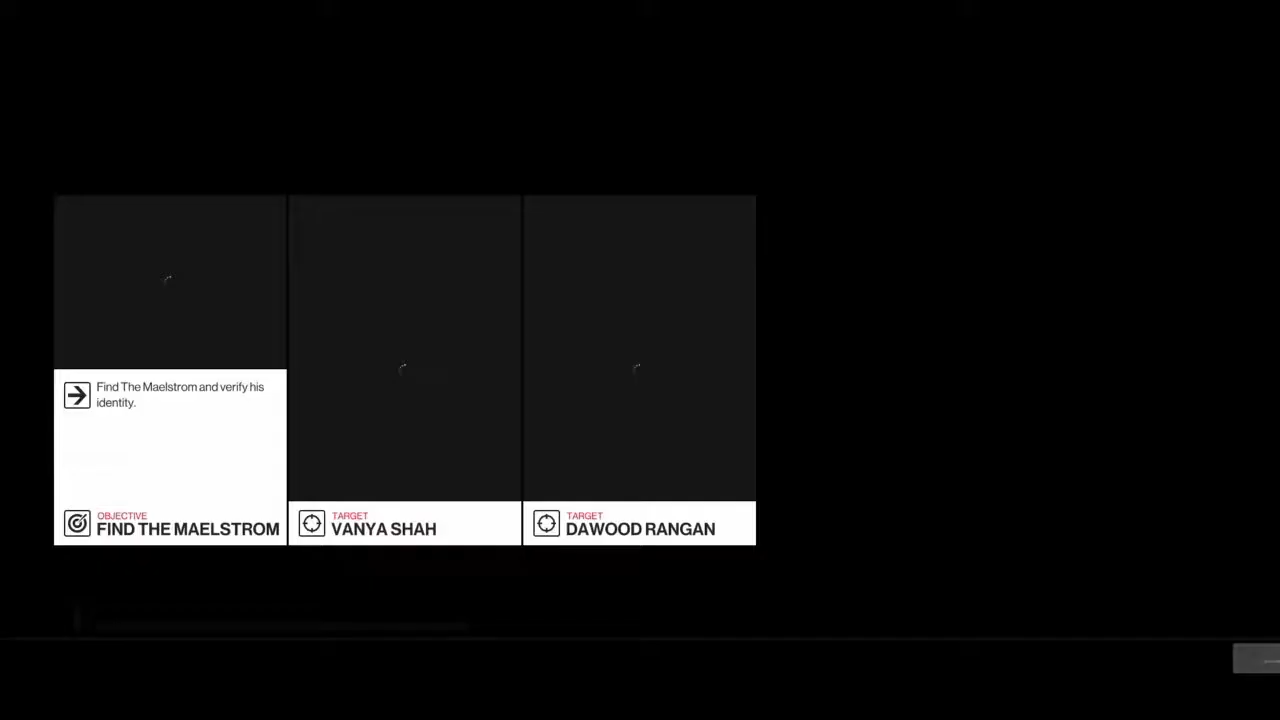 Find The Maelstrom and verify his
identity.
OBJECTIVE
FIND THE MAELSTROM
TARGET
VANYA SHAH
TARGET
DAWOOD RANGAN